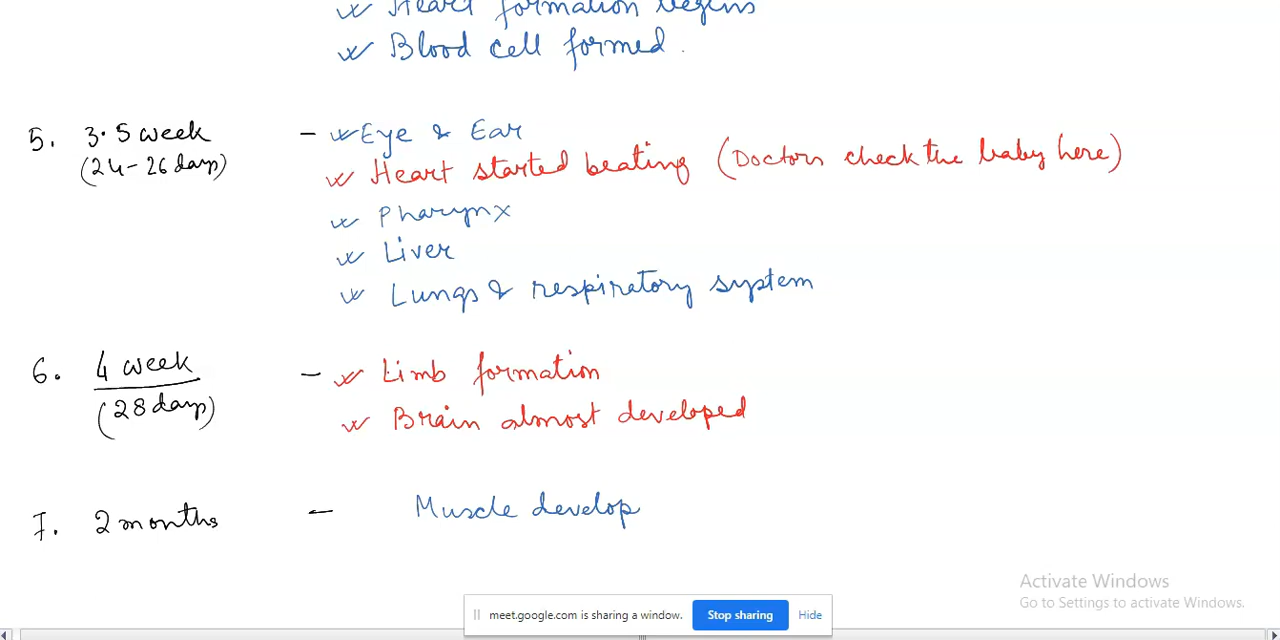 Heart formation begins
Blood cell formed.
5. 3.5 week - Eye & Ear
(24-26 days)
Heart started beating (Doctors check the baby here)
Pharynx
Liver
Lungs & respiratory system
6. 4 week - Limb formation
(28 days)
Brain almost developed
7. 2 months - Muscle develop
Activate Windows
Go to Settings to activate Windows.
meet.google.com is sharing a window. Stop sharing Hide